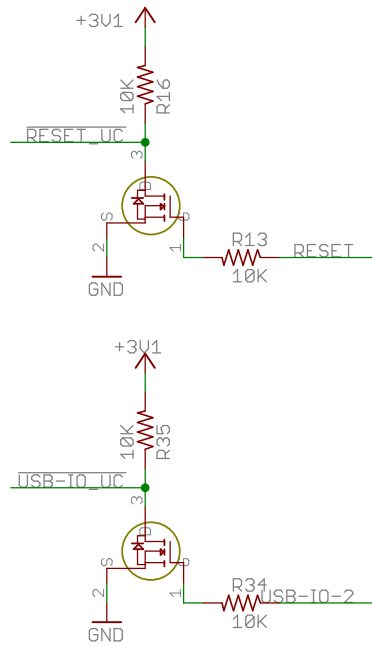 +3V1
10K
R16
RESET_UC
3
D
S
G
2
1
R13
RESET
10K
GND
+3V1
10K
R35
USB-IO_UC
3
D
S
G
2
1
R34
USB-IO-2
10K
GND